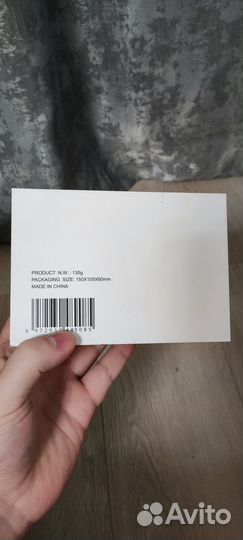 PRODUCT N.W.: 130g
PACKAGING SIZE: 150X105X60mm
MADE IN CHINA
Avito